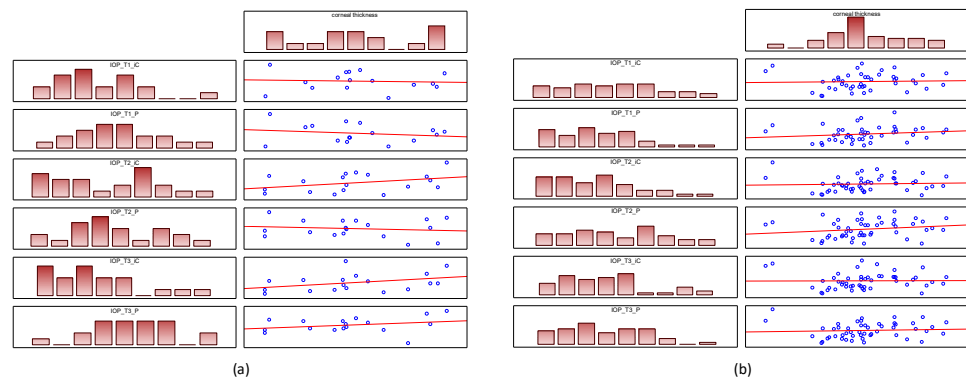 corneal thickness
IOP_T1_iC
IOP_T1_P
IOP_T2_iC
IOP_T2_P
IOP_T3_iC
IOP_T3_P
(a)
corneal thickness
IOP_T1_iC
IOP_T1_P
IOP_T2_iC
IOP_T2_P
IOP_T3_iC
IOP_T3_P
(b)